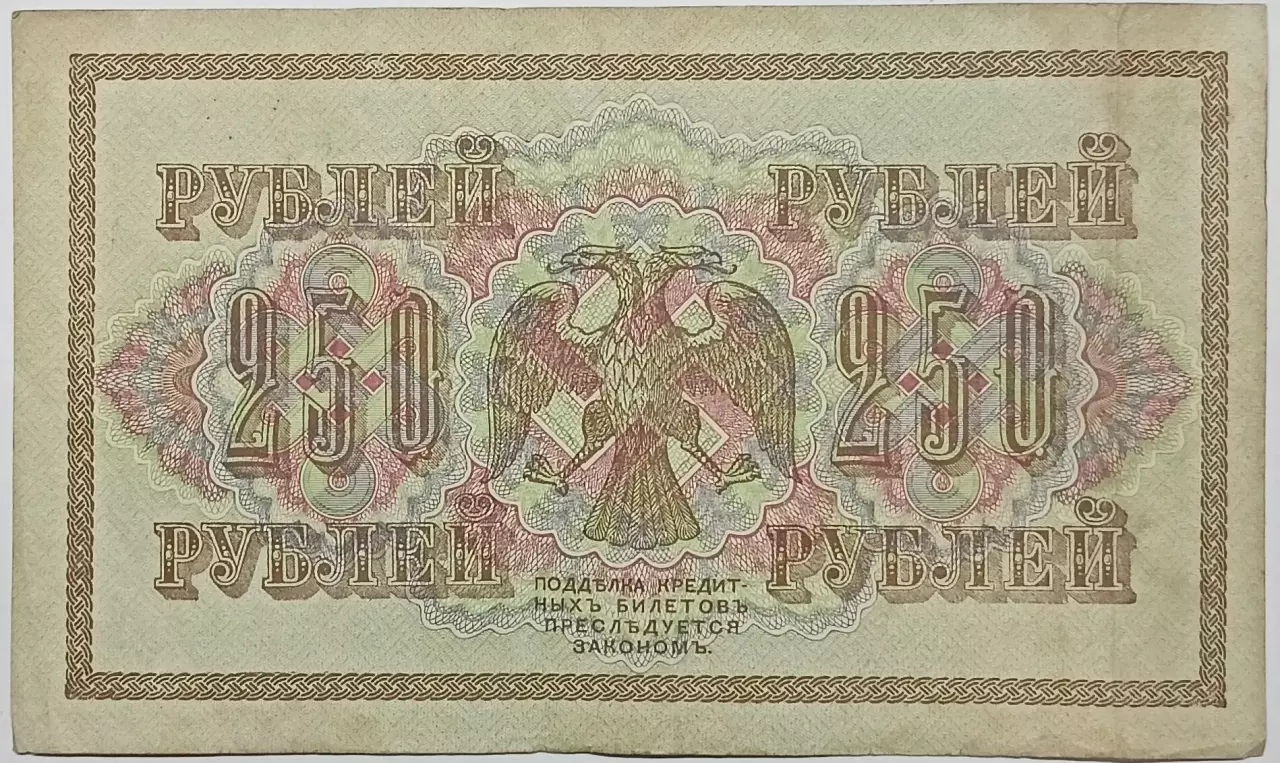 РУБЛЕЙ РУБЛЕЙ
250 250
РУБЛЕЙ РУБЛЕЙ
ПОДДѢЛКА КРЕДИТ-
НЫХЪ БИЛЕТОВЪ
ПРЕСЛѢДУЕТСЯ
ЗАКОНОМЪ.